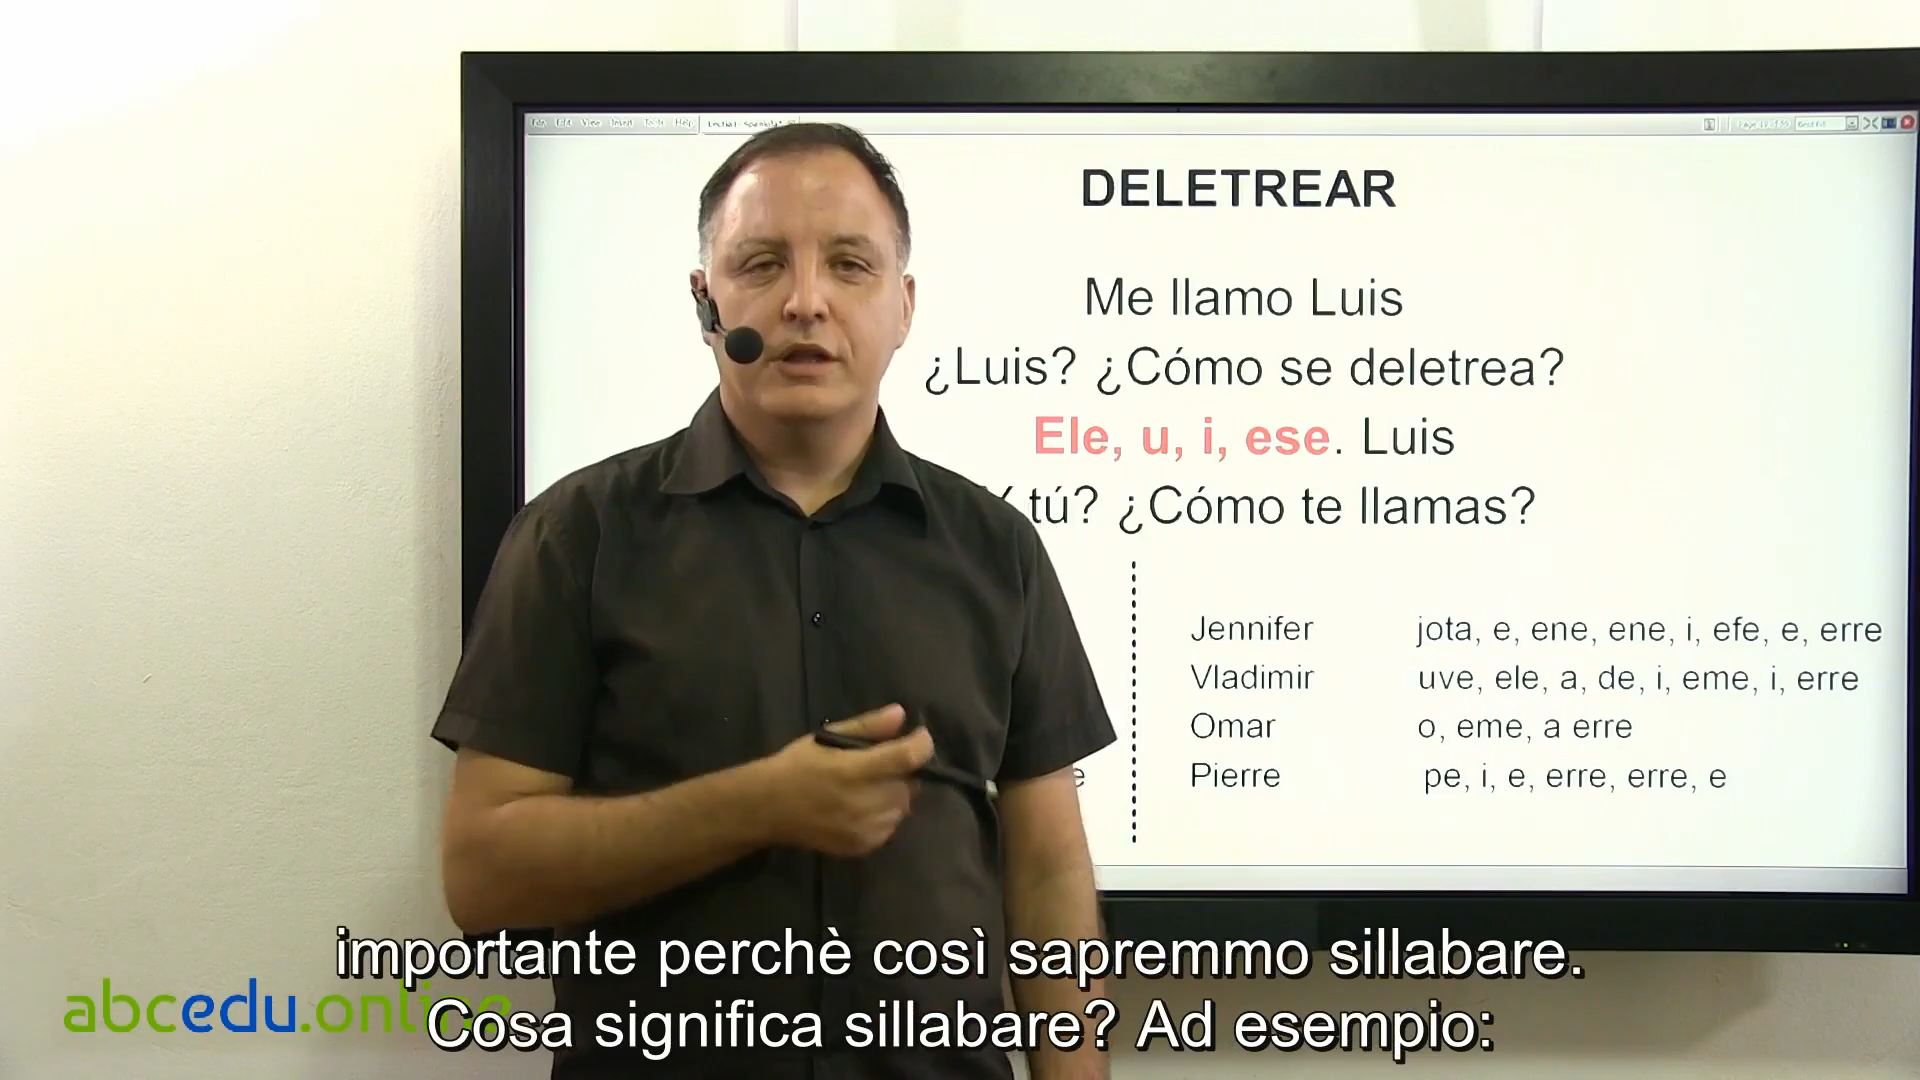 DELETREAR
Me llamo Luis
¿Luis? ¿Cómo se deletrea?
Ele, u, i, ese. Luis
Y tú? ¿Cómo te llamas?
Jennifer jota, e, ene, ene, i, efe, e, erre
Vladimir uve, ele, a, de, i, eme, i, erre
Omar o, eme, a erre
Pierre pe, i, e, erre, erre, e
importante perchè così sapremmo sillabare.
abcedu.online
Cosa significa sillabare? Ad esempio: